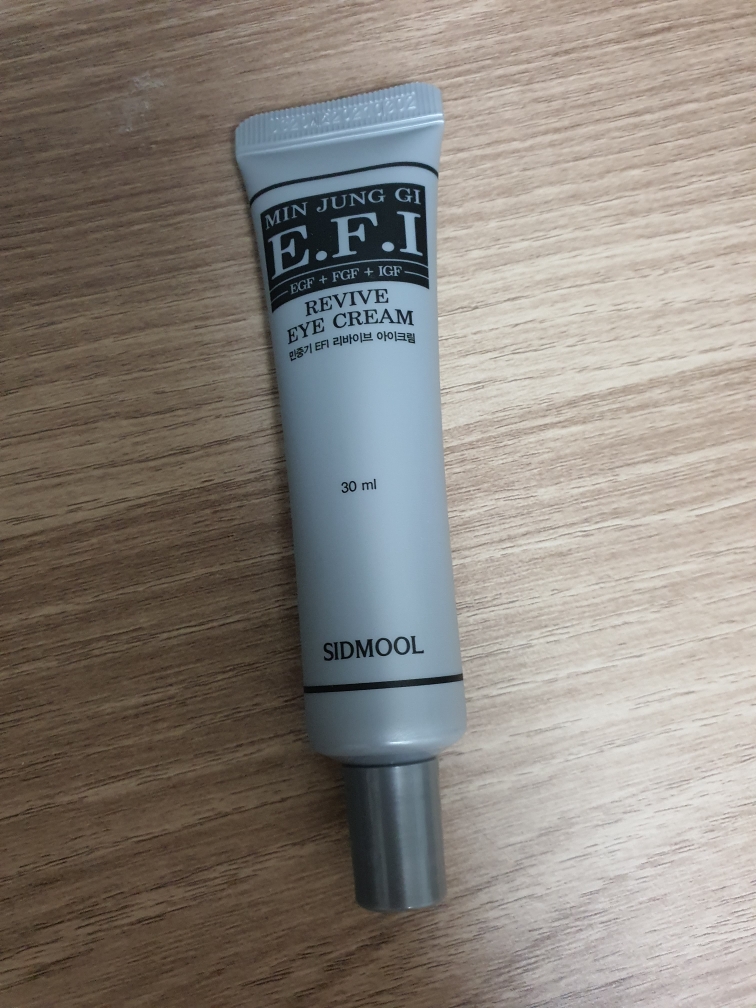 MIN JUNG GI
E.F.I
EGF + FGF + IGF
REVIVE
EYE CREAM
민중기 EFI 리바이브 아이크림
30 ml
SIDMOOL